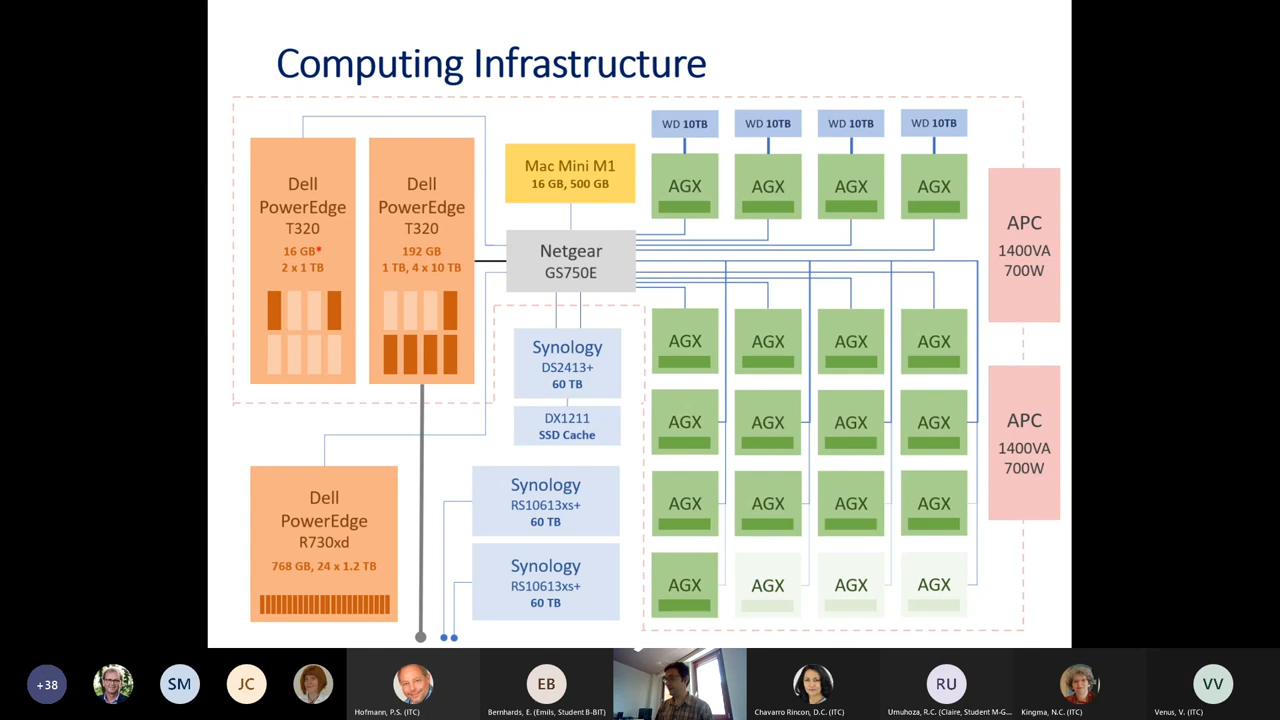 Computing Infrastructure
Dell
PowerEdge
T320
16 GB*
2 x 1 TB
Dell
PowerEdge
T320
192 GB
1 TB, 4 x 10 TB
Mac Mini M1
16 GB, 500 GB
Netgear
GS750E
WD 10TB
WD 10TB
WD 10TB
WD 10TB
AGX
AGX
AGX
AGX
APC
1400VA
700W
Synology
DS2413+
60 TB
DX1211
SSD Cache
AGX
AGX
AGX
AGX
AGX
AGX
AGX
AGX
APC
1400VA
700W
Dell
PowerEdge
R730xd
768 GB, 24 x 1.2 TB
Synology
RS10613xs+
60 TB
Synology
RS10613xs+
60 TB
AGX
AGX
AGX
AGX
AGX
AGX
AGX
AGX
+38
SM
JC
Hofmann, P.S. (ITC)
EB
Bernhards, E. (Emils, Student B-BIT)
Chavarro Rincon, D.C. (ITC)
RU
Umuhoza, R.C. (Claire, Student M-G...
Kingma, N.C. (ITC)
VV
Venus, V. (ITC)